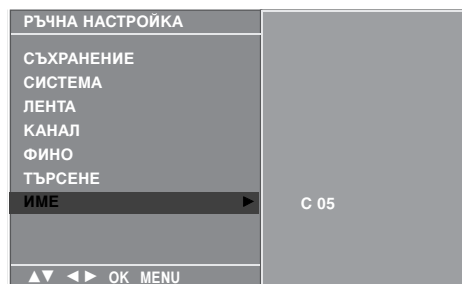 РЪЧНА НАСТРОЙКА
СЪХРАНЕНИЕ
СИСТЕМА
ЛЕНТА
КАНАЛ
ФИНО
ТЪРСЕНЕ
ИМЕ ► C 05
▲▼ ◄► OK MENU